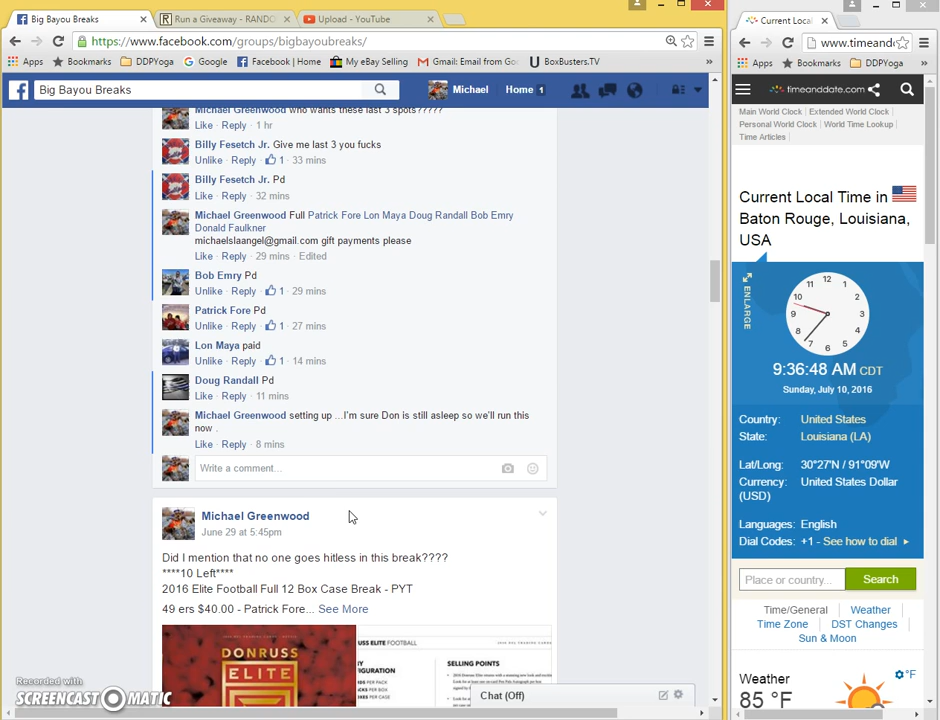 Big Bayou Breaks
Run a Giveaway - RANDO
Upload - YouTube
https://www.facebook.com/groups/bigbayoubreaks/
Apps Bookmarks DDPYoga Google Facebook | Home My eBay Selling Gmail: Email from Go BoxBusters.TV »
Big Bayou Breaks
Michael Home 1
Michael Greenwood who wants these last 3 spots?????
Like · Reply · 1 hr
Billy Fesetch Jr. Give me last 3 you fucks
Unlike · Reply · 1 · 33 mins
Billy Fesetch Jr. Pd
Like · Reply · 32 mins
Michael Greenwood Full Patrick Fore Lon Maya Doug Randall Bob Emry
Donald Faulkner
michaelslaangel@gmail.com gift payments please
Like · Reply · 29 mins · Edited
Bob Emry Pd
Unlike · Reply · 1 · 29 mins
Patrick Fore Pd
Unlike · Reply · 1 · 27 mins
Lon Maya paid
Unlike · Reply · 1 · 14 mins
Doug Randall Pd
Like · Reply · 11 mins
Michael Greenwood setting up ...I'm sure Don is still asleep so we'll run this
now .
Like · Reply · 8 mins
Write a comment...
Michael Greenwood
June 29 at 5:45pm
Did I mention that no one goes hitless in this break????
****10 Left****
2016 Elite Football Full 12 Box Case Break - PYT
49 ers $40.00 - Patrick Fore... See More
DONRUSS
ELITE
FOOTBALL
ELITE FOOTBALL
FIGURATION
DS PER PACK
CKS PER BOX
OXES PER CASE
SELLING POINTS
Chat (Off)
Recorded with
SCREENCAST O MATIC
Current Local
www.timeand
Apps Bookmarks DDPYoga »
timeanddate.com
Main World Clock Extended World Clock
Personal World Clock World Time Lookup
Time Articles
Current Local Time in
Baton Rouge, Louisiana,
USA
ENLARGE
12 1 2 3 4 5 6 7 8 9 10 11
9:36:48 AM CDT
Sunday, July 10, 2016
Country: United States
State: Louisiana (LA)
Lat/Long: 30°27'N / 91°09'W
Currency: United States Dollar
(USD)
Languages: English
Dial Codes: +1 - See how to dial
Place or country... Search
Time/General Weather
Time Zone DST Changes
Sun & Moon
°F
Weather
85 °F